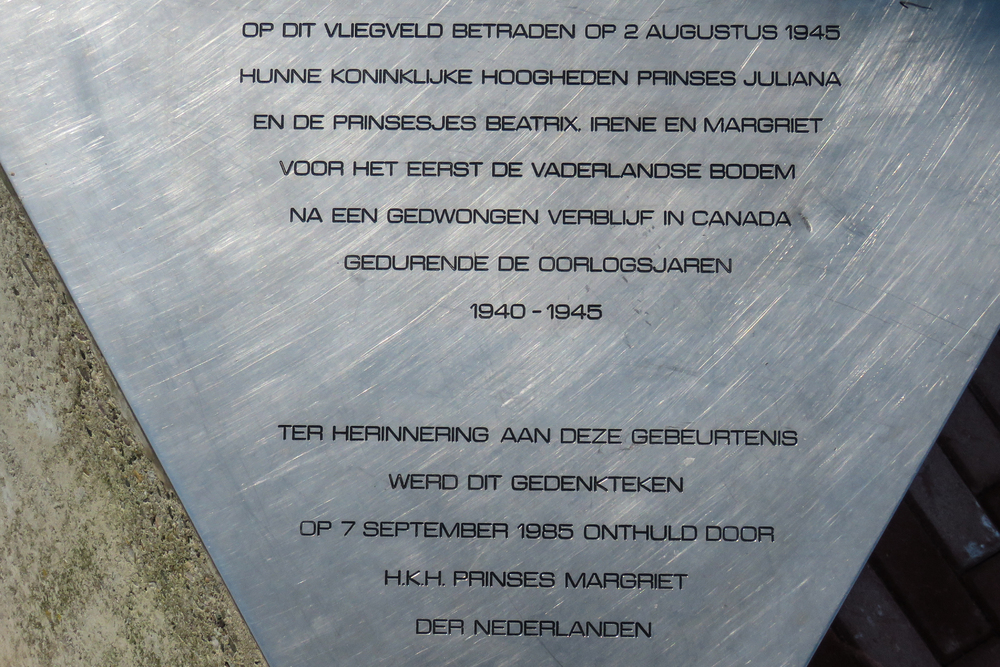 OP DIT VLIEGVELD BETRADEN OP 2 AUGUSTUS 1945
HUNNE KONINKLIJKE HOOGHEDEN PRINSES JULIANA
EN DE PRINSESJES BEATRIX, IRENE EN MARGRIET
VOOR HET EERST DE VADERLANDSE BODEM
NA EEN GEDWONGEN VERBLIJF IN CANADA
GEDURENDE DE OORLOGSJAREN
1940 - 1945
TER HERINNERING AAN DEZE GEBEURTENIS
WERD DIT GEDENKTEKEN
OP 7 SEPTEMBER 1985 ONTHULD DOOR
H.K.H. PRINSES MARGRIET
DER NEDERLANDEN